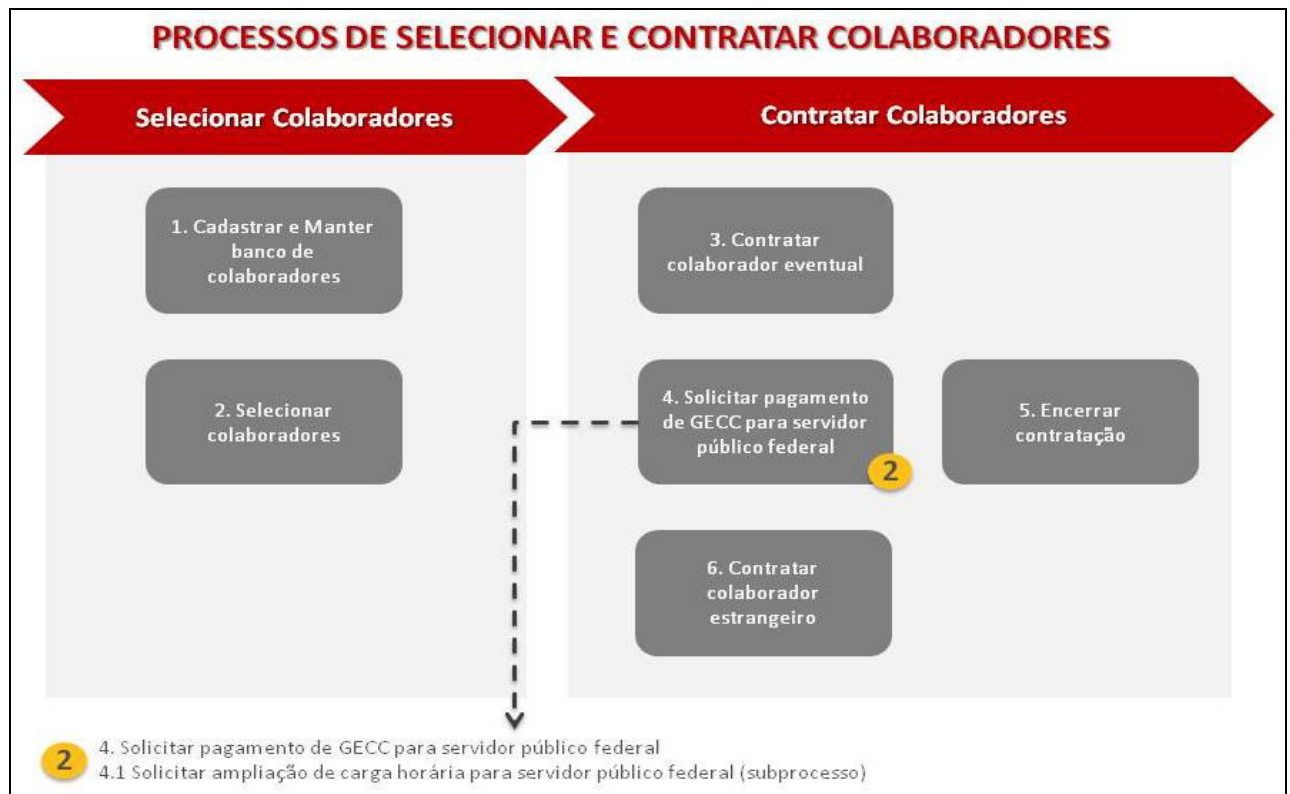 PROCESSOS DE SELECIONAR E CONTRATAR COLABORADORES
Selecionar Colaboradores
Contratar Colaboradores
1. Cadastrar e Manter
banco de
colaboradores
2. Selecionar
colaboradores
3. Contratar
colaborador eventual
4. Solicitar pagamento
de GECC para servidor
público federal
2
5. Encerrar
contratação
6. Contratar
colaborador
estrangeiro
2
4. Solicitar pagamento de GECC para servidor público federal
4.1 Solicitar ampliação de carga horária para servidor público federal (subprocesso)